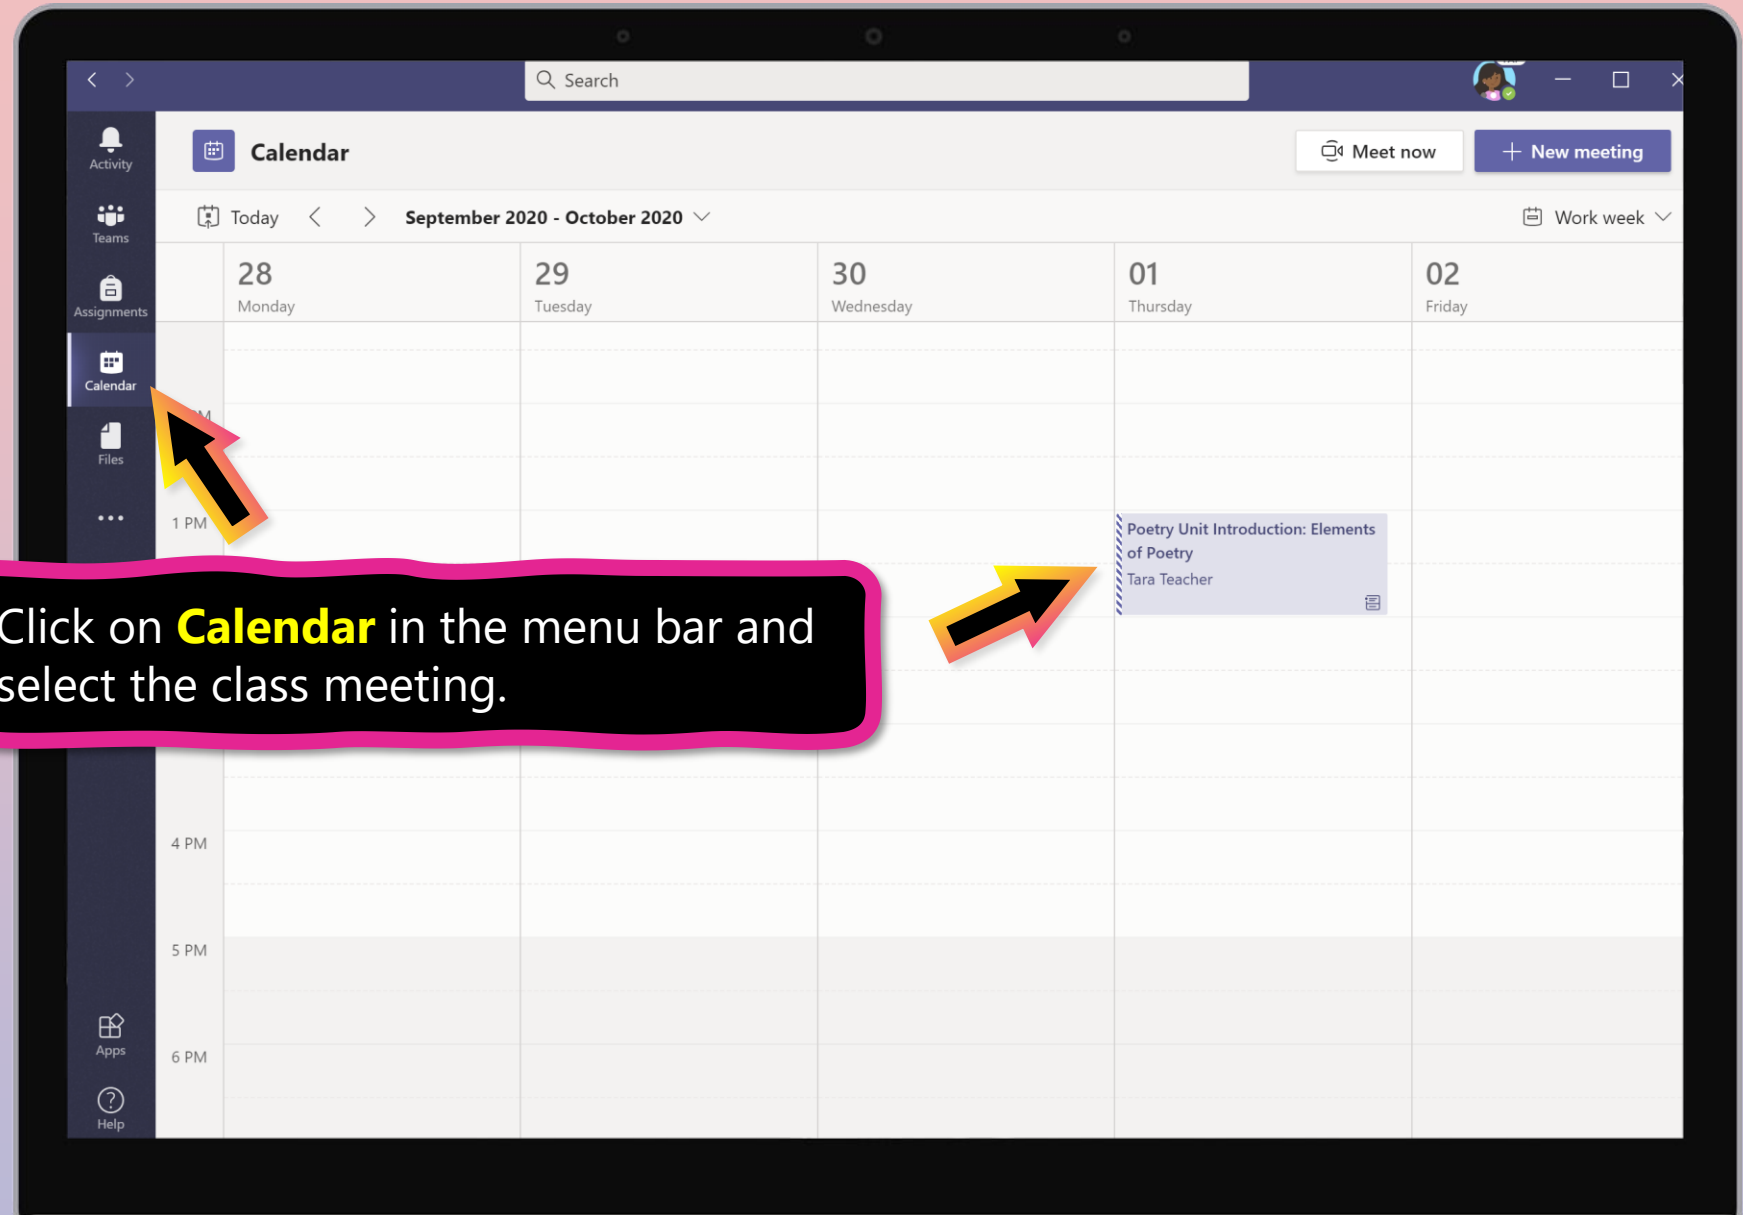 Search
Activity
Calendar
Meet now
New meeting
Teams
Today
September 2020 - October 2020
Work week
Assignments
28
Monday
29
Tuesday
30
Wednesday
01
Thursday
02
Friday
Calendar
Files
1 PM
Poetry Unit Introduction: Elements
of Poetry
Tara Teacher
Click on Calendar in the menu bar and
select the class meeting.
4 PM
5 PM
6 PM
Apps
Help